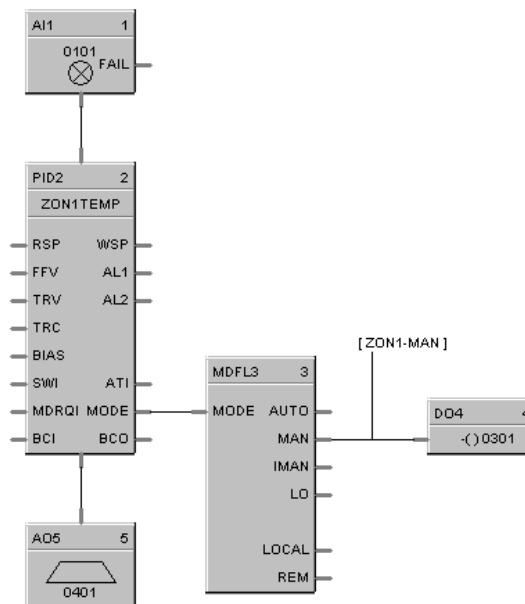 AI1 1
0101
FAIL
PID2 2
ZON1TEMP
RSP WSP
FFV AL1
TRV AL2
TRC
BIAS
SWI ATI
MDRQI MODE
BCI BCO
AO5 5
0401
MDFL3 3
MODE AUTO
MAN
IMAN
LO
LOCAL
REM
[ZON1-MAN]
DO4 4
-( )0301